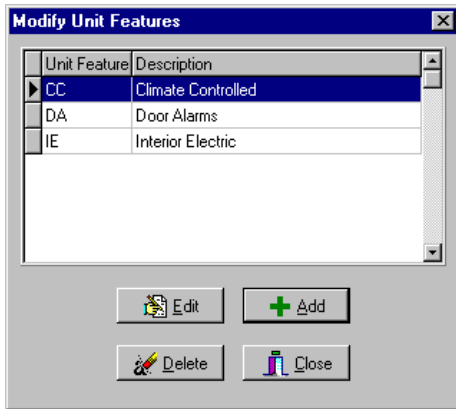 Modify Unit Features
Unit Feature Description
CC Climate Controlled
DA Door Alarms
IE Interior Electric
Edit Add
Delete Close